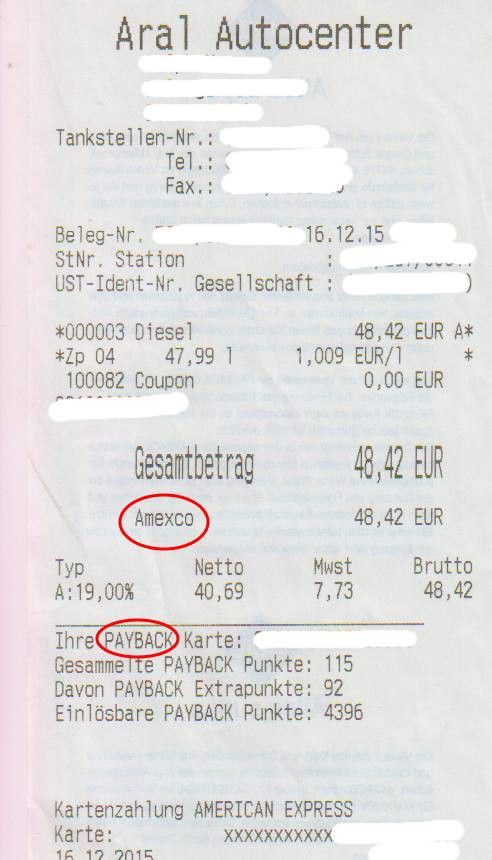 Aral Autocenter
Tankstellen-Nr.:
Tel.:
Fax.:
Beleg-Nr. 16.12.15
StNr. Station :
UST-Ident-Nr. Gesellschaft : )
*000003 Diesel 48,42 EUR A*
*Zp 04 47,99 l 1,009 EUR/l *
100082 Coupon 0,00 EUR
Gesamtbetrag 48,42 EUR
Amexco 48,42 EUR
Typ Netto Mwst Brutto
A:19,00% 40,69 7,73 48,42
Ihre PAYBACK Karte:
Gesammelte PAYBACK Punkte: 115
Davon PAYBACK Extrapunkte: 92
Einlösbare PAYBACK Punkte: 4396
Kartenzahlung AMERICAN EXPRESS
Karte: xxxxxxxxxxx
16.12.2015